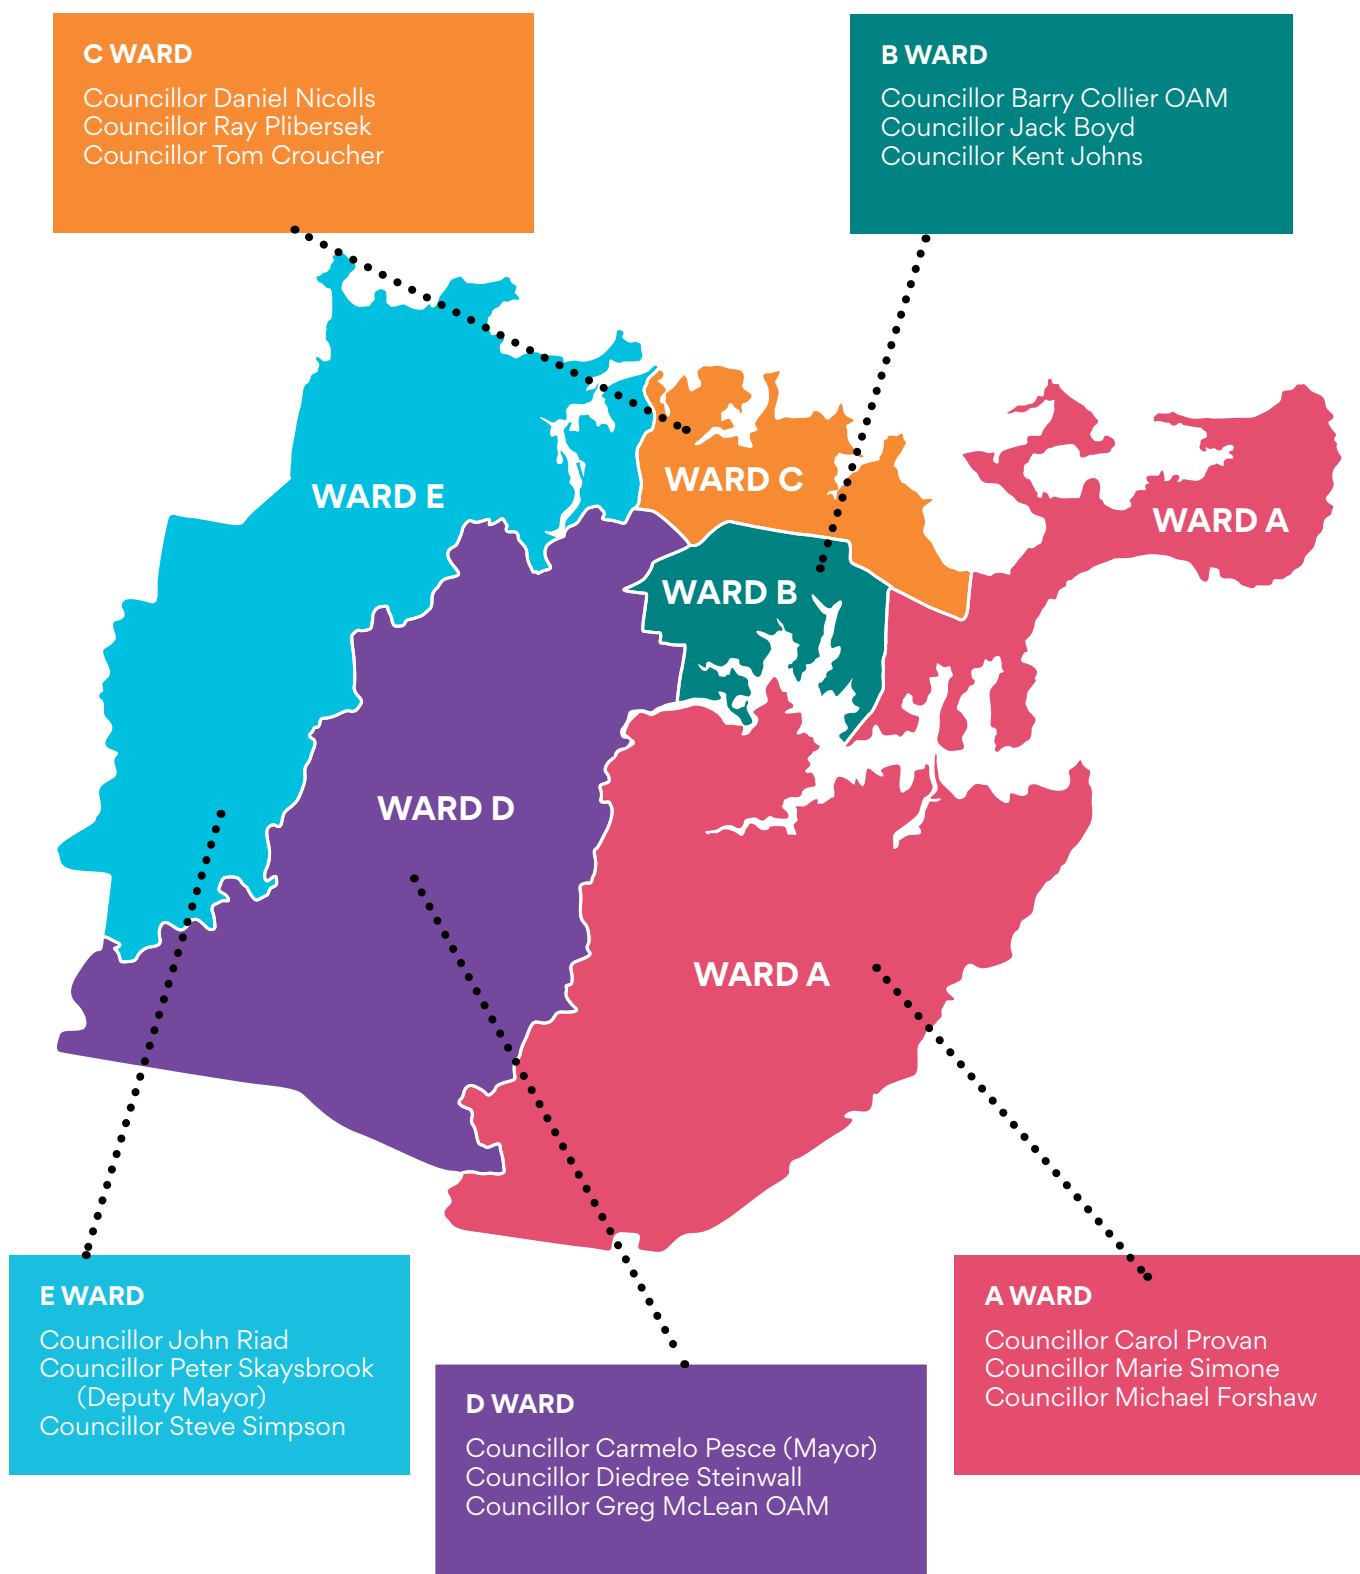 C WARD
Councillor Daniel Nicolls
Councillor Ray Plibersek
Councillor Tom Croucher
B WARD
Councillor Barry Collier OAM
Councillor Jack Boyd
Councillor Kent Johns
WARD E
WARD C
WARD A
WARD B
WARD D
WARD A
E WARD
Councillor John Riad
Councillor Peter Skaysbrook
(Deputy Mayor)
Councillor Steve Simpson
D WARD
Councillor Carmelo Pesce (Mayor)
Councillor Diedree Steinwall
Councillor Greg McLean OAM
A WARD
Councillor Carol Provan
Councillor Marie Simone
Councillor Michael Forshaw